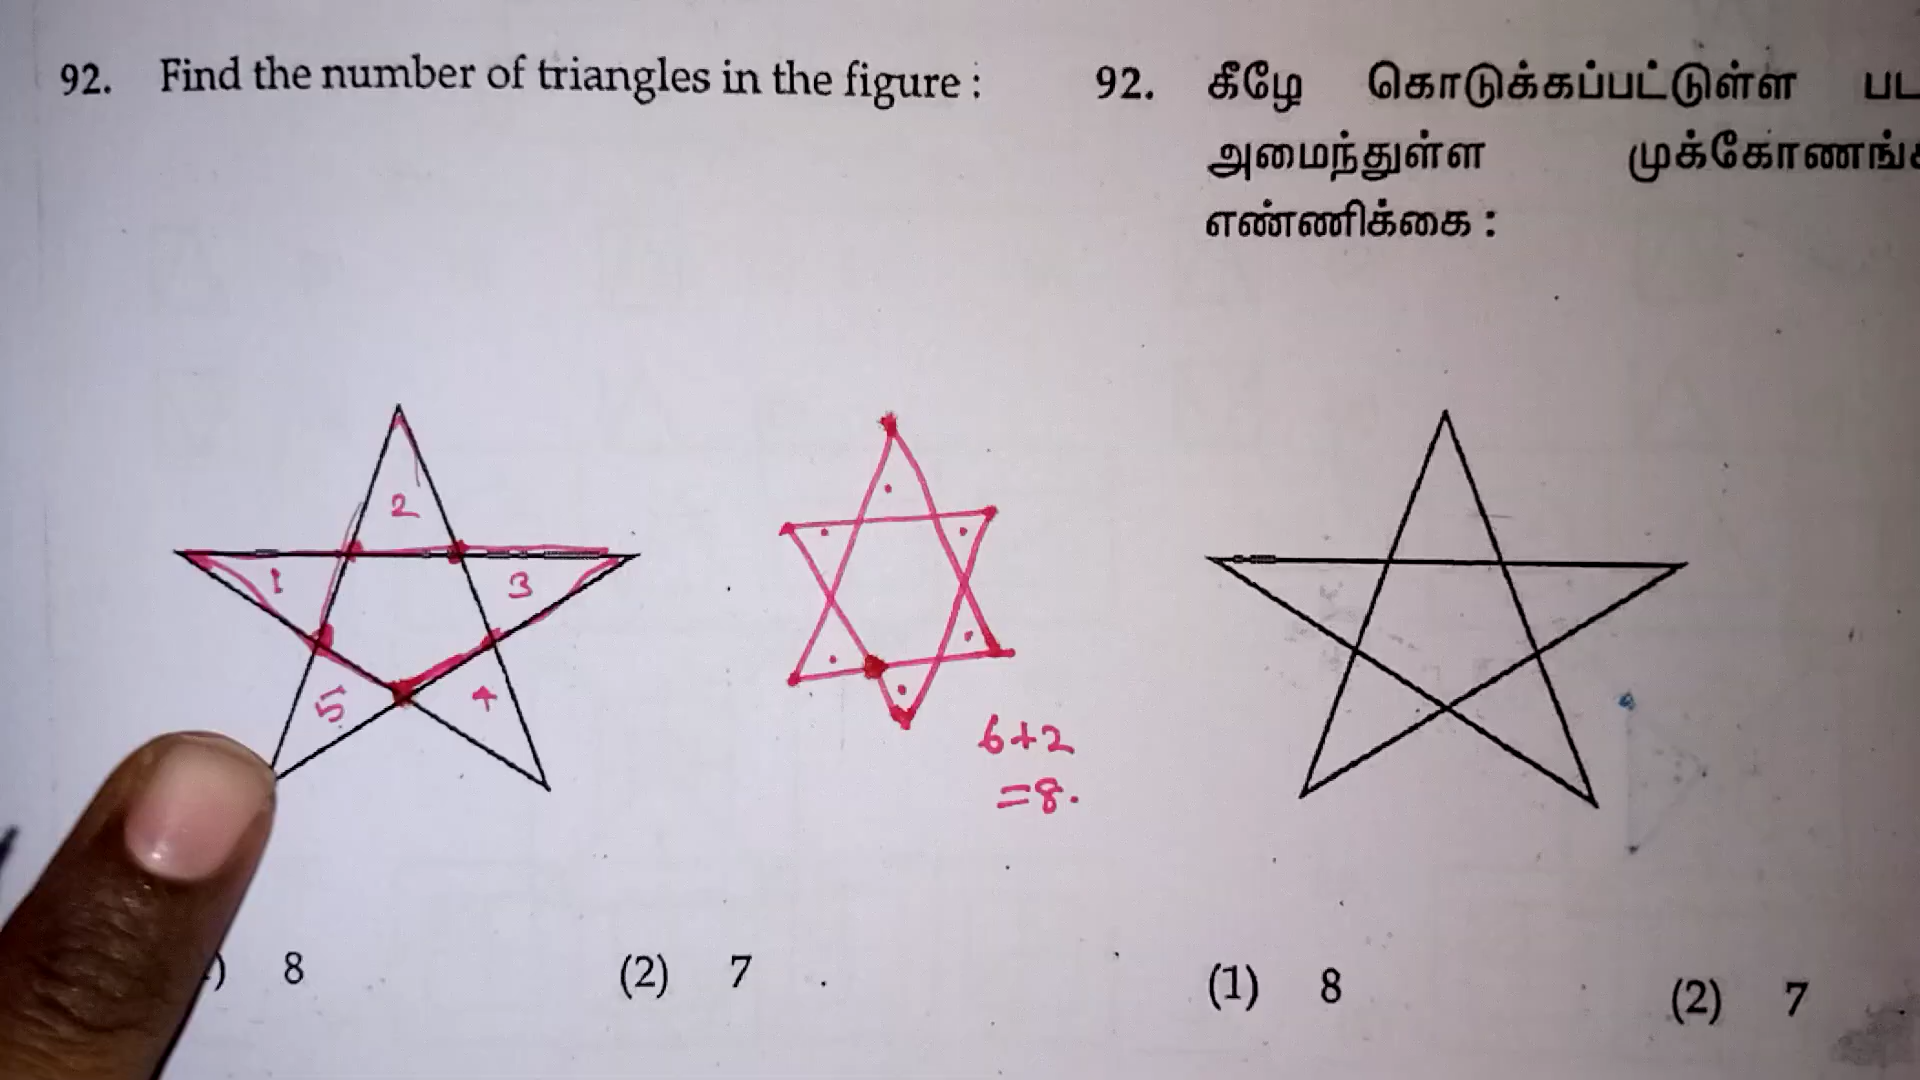 92. Find the number of triangles in the figure :
2
1
3
5
4
6+2
=8.
) 8
(2) 7
92. கீழே கொடுக்கப்பட்டுள்ள
அமைந்துள்ள
எண்ணிக்கை :
(1) 8
(2) 7